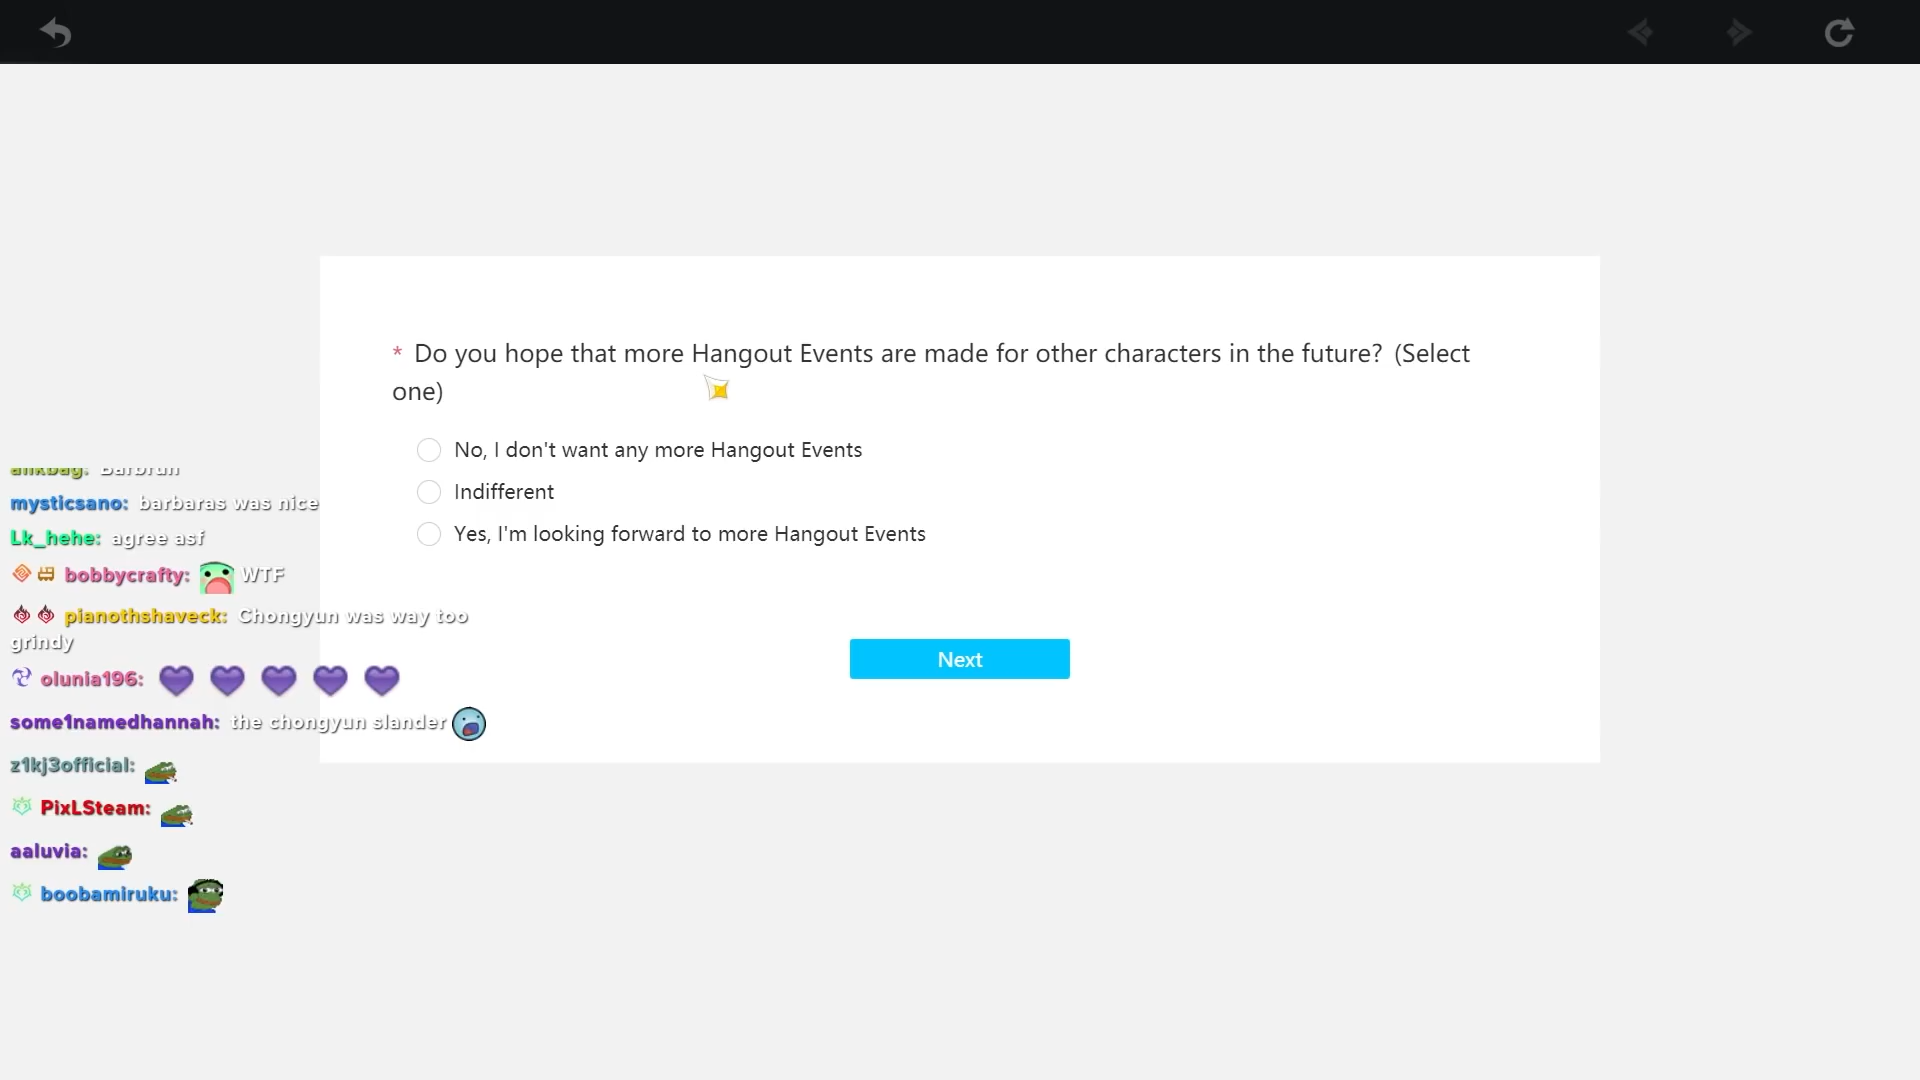 * Do you hope that more Hangout Events are made for other characters in the future? (Select
one)
No, I don't want any more Hangout Events
Indifferent
Yes, I'm looking forward to more Hangout Events
Next
mysticsano: barbaras was nice
Lk_hehe: agree asf
bobbycrafty: WTF
pianothshaveck: Chongyun was way too
grindy
olunia196:
some1namedhannah: the chongyun slander
z1kj3official:
PixLSteam:
aaluvia:
boobamiruku: